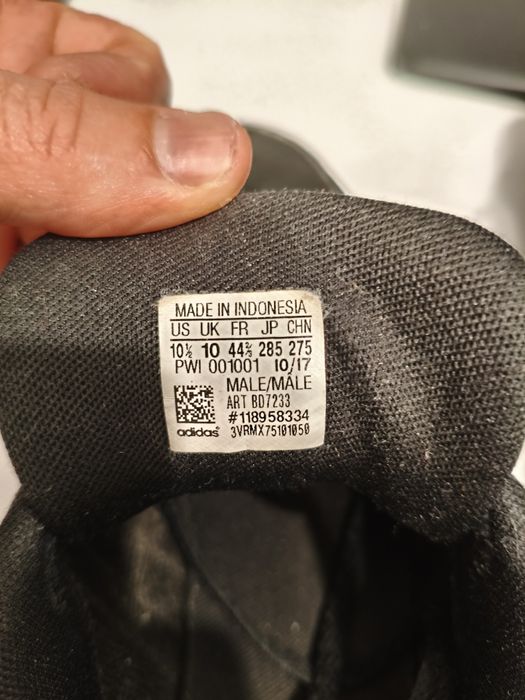 MADE IN INDONESIA
US UK FR JP CHN
10½ 10 44⅔ 285 275
PWI 001001 10/17
MALE/MÂLE
ART BD7233
#118958334
adidas® 3VRMX75101050